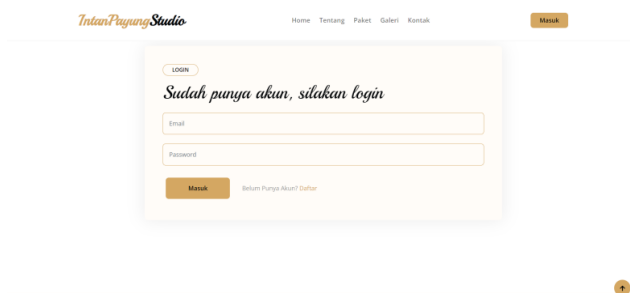 IntanPayungStudio
Home Tentang Paket Galeri Kontak
Masuk
LOGIN
Sudah punya akun, silakan login
Email
Password
Masuk
Belum Punya Akun? Daftar